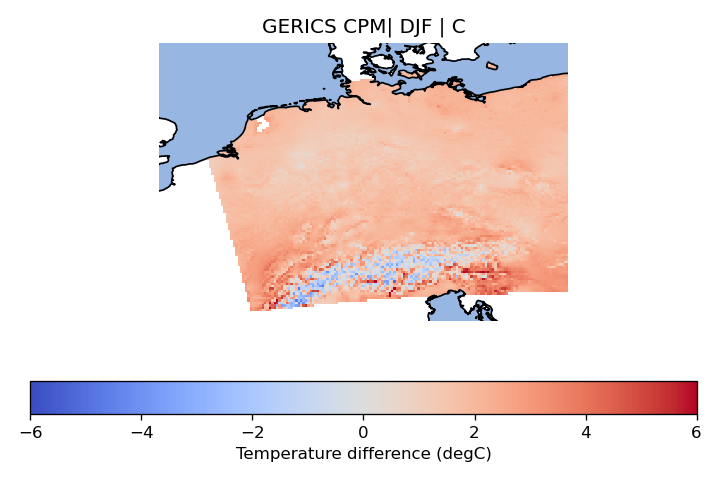 GERICS CPM| DJF | C
−6 −4 −2 0 2 4 6
Temperature difference (degC)